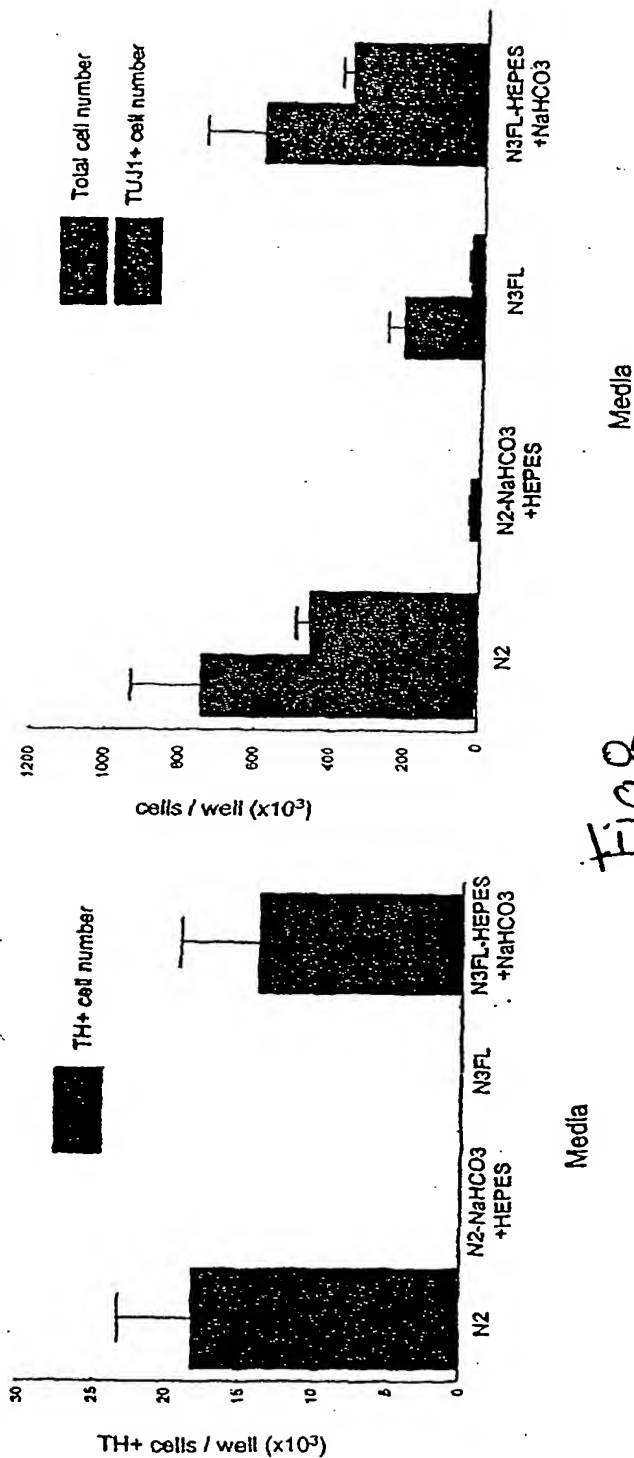 TH+ cell number
TH+ cells / well (x10³)
30
25
20
15
10
5
0
N2
N2-NaHCO3
+HEPES
N3FL
N3FL-HEPES
+NaHCO3
Media
Total cell number
TUJ1+ cell number
cells / well (x10³)
1200
1000
800
600
400
200
0
N2
N2-NaHCO3
+HEPES
N3FL
N3FL-HEPES
+NaHCO3
Media
Fig 8